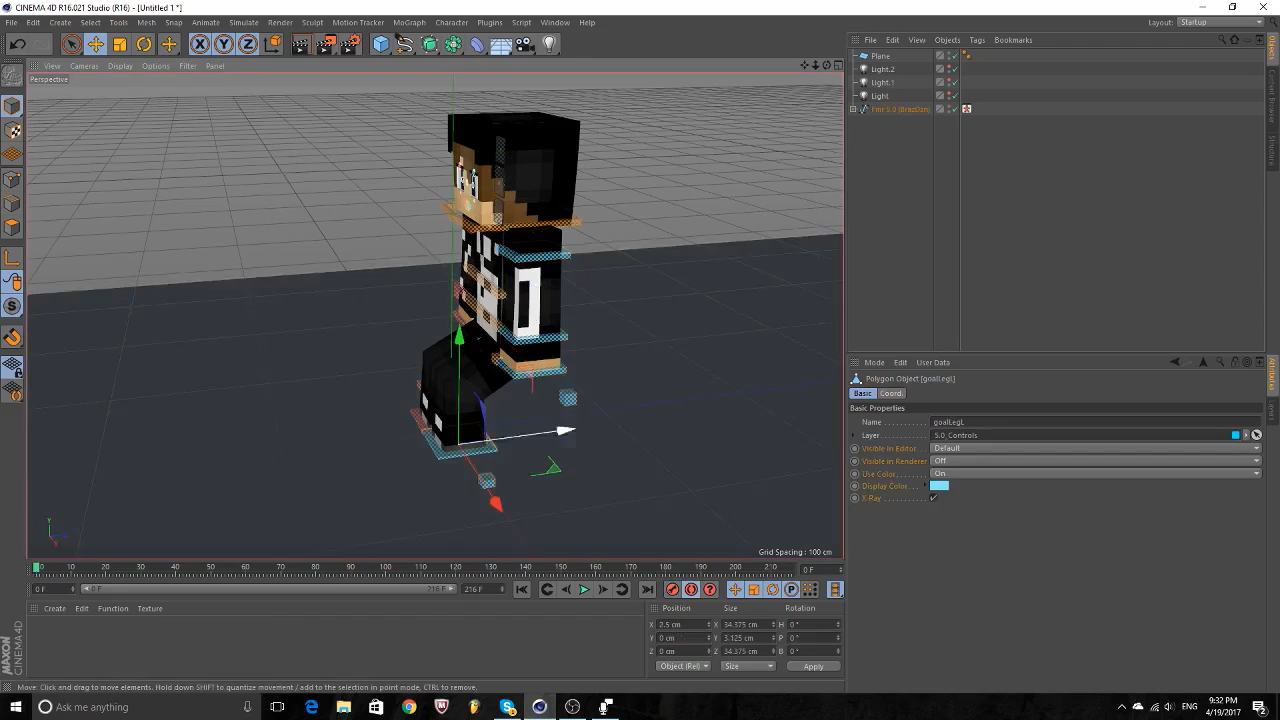 CINEMA 4D R16.021 Studio (R16) - [Untitled 1 *]
File Edit Create Select Tools Mesh Snap Animate Simulate Render Sculpt Motion Tracker MoGraph Character Plugins Script Window Help
Layout: Startup
File Edit View Objects Tags Bookmarks
View Cameras Display Options Filter Panel
Perspective
Plane
Light.2
Light.1
Light
Objects
Content Browser
Structure
Mode Edit User Data
Polygon Object [goalLegL]
Basic Coord.
Basic Properties
Name goalLegL
Layer 5.0_Controls
Visible in Editor Default
Visible in Renderer Off
Use Color On
Display Color
X-Ray
Attributes
Layers
Y
Grid Spacing : 100 cm
0 10 20 30 40 50 60 70 80 90 100 110 120 130 140 150 160 170 180 190 200 210
0 F
0 F 0 F 216 F 216 F
Create Edit Function Texture
Position Size Rotation
X 2.5 cm X 34.375 cm H 0 °
Y 0 cm Y 3.125 cm P 0 °
Z 0 cm Z 34.375 cm B 0 °
Object (Rel) Size Apply
MAXON CINEMA 4D
Move: Click and drag to move elements. Hold down SHIFT to quantize movement / add to the selection in point mode, CTRL to remove.
Ask me anything
9:32 PM
4/19/2017